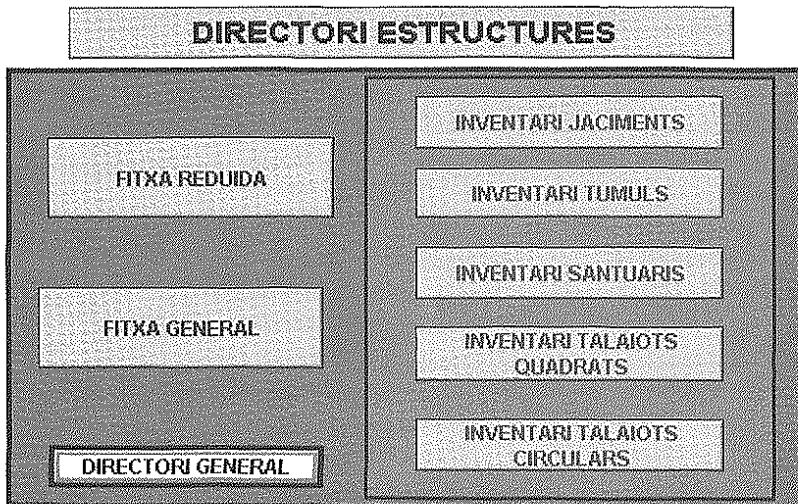 DIRECTORI ESTRUCTURES
FITXA REDUIDA
FITXA GENERAL
DIRECTORI GENERAL
INVENTARI JACIMENTS
INVENTARI TUMULS
INVENTARI SANTUARIS
INVENTARI TALAIOTS
QUADRATS
INVENTARI TALAIOTS
CIRCULARS